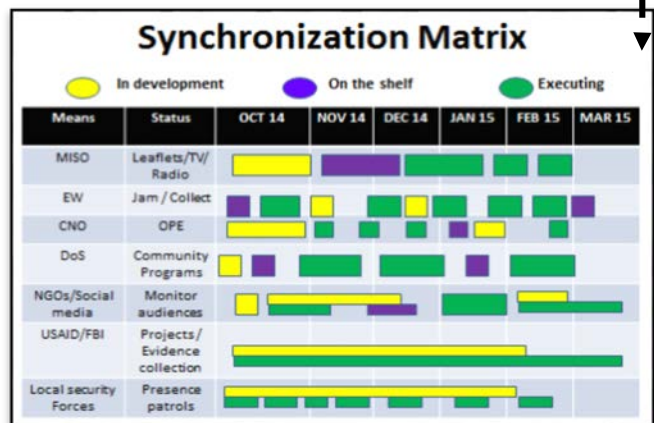 Synchronization Matrix
In development On the shelf Executing
Means Status OCT 14 NOV 14 DEC 14 JAN 15 FEB 15 MAR 15
MISO Leaflets/TV/
Radio
EW Jam / Collect
CNO OPE
DoS Community
Programs
NGOs/Social Monitor
media audiences
USAID/FBI Projects/
Evidence
collection
Local security Presence
Forces patrols